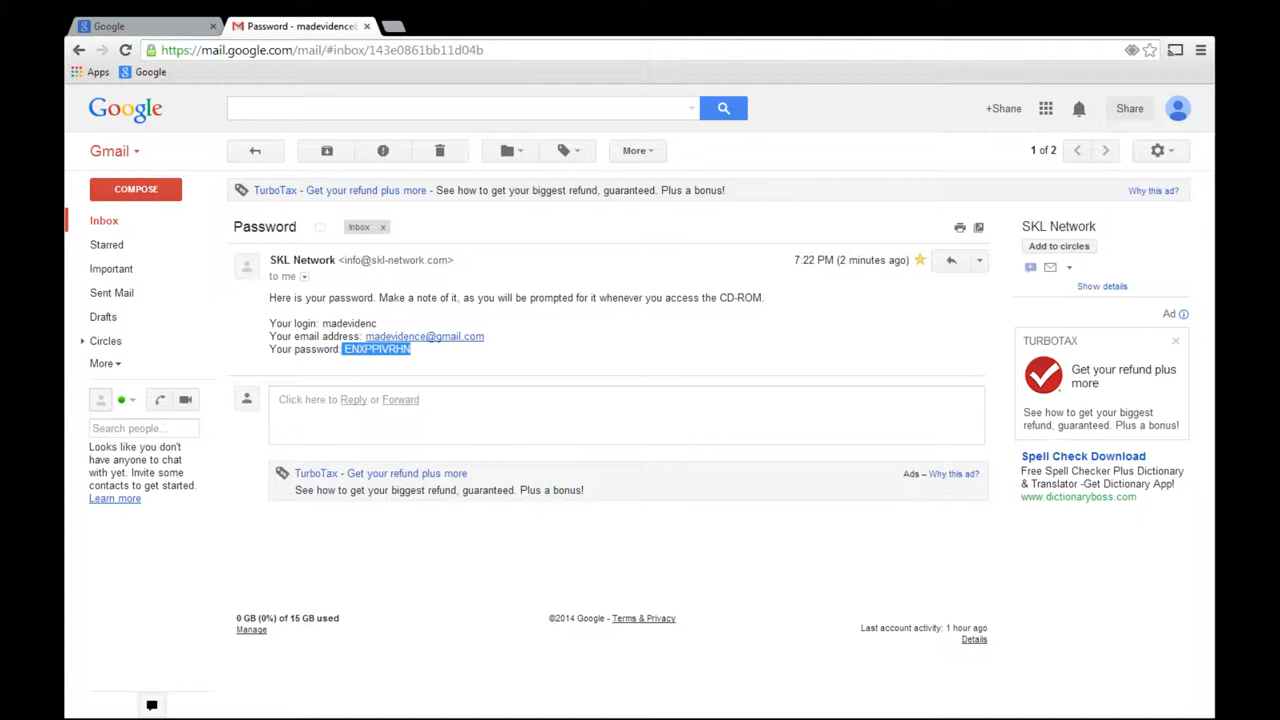 Google
Password - madevidence@
https://mail.google.com/mail/#inbox/143e0861bb11d04b
Apps
Google
Google
+Share
Share
Gmail
More
1 of 2
COMPOSE
TurboTax - Get your refund plus more - See how to get your biggest refund, guaranteed. Plus a bonus!
Why this ad?
Inbox
Starred
Important
Sent Mail
Drafts
Circles
More
Search people...
Looks like you don't
have anyone to chat
with yet. Invite some
contacts to get started.
Learn more
Password
Inbox x
SKL Network <info@skl-network.com>
7:22 PM (2 minutes ago)
to me
Here is your password. Make a note of it, as you will be prompted for it whenever you access the CD-ROM.
Your login: madevidenc
Your email address: madevidence@gmail.com
Your password: ENXPPIVRHN
Click here to Reply or Forward
TurboTax - Get your refund plus more
Ads – Why this ad?
See how to get your biggest refund, guaranteed. Plus a bonus!
SKL Network
Add to circles
Show details
Ad
TURBOTAX
Get your refund plus
more
See how to get your biggest
refund, guaranteed. Plus a bonus!
Spell Check Download
Free Spell Checker Plus Dictionary
& Translator -Get Dictionary App!
www.dictionaryboss.com
0 GB (0%) of 15 GB used
Manage
©2014 Google - Terms & Privacy
Last account activity: 1 hour ago
Details